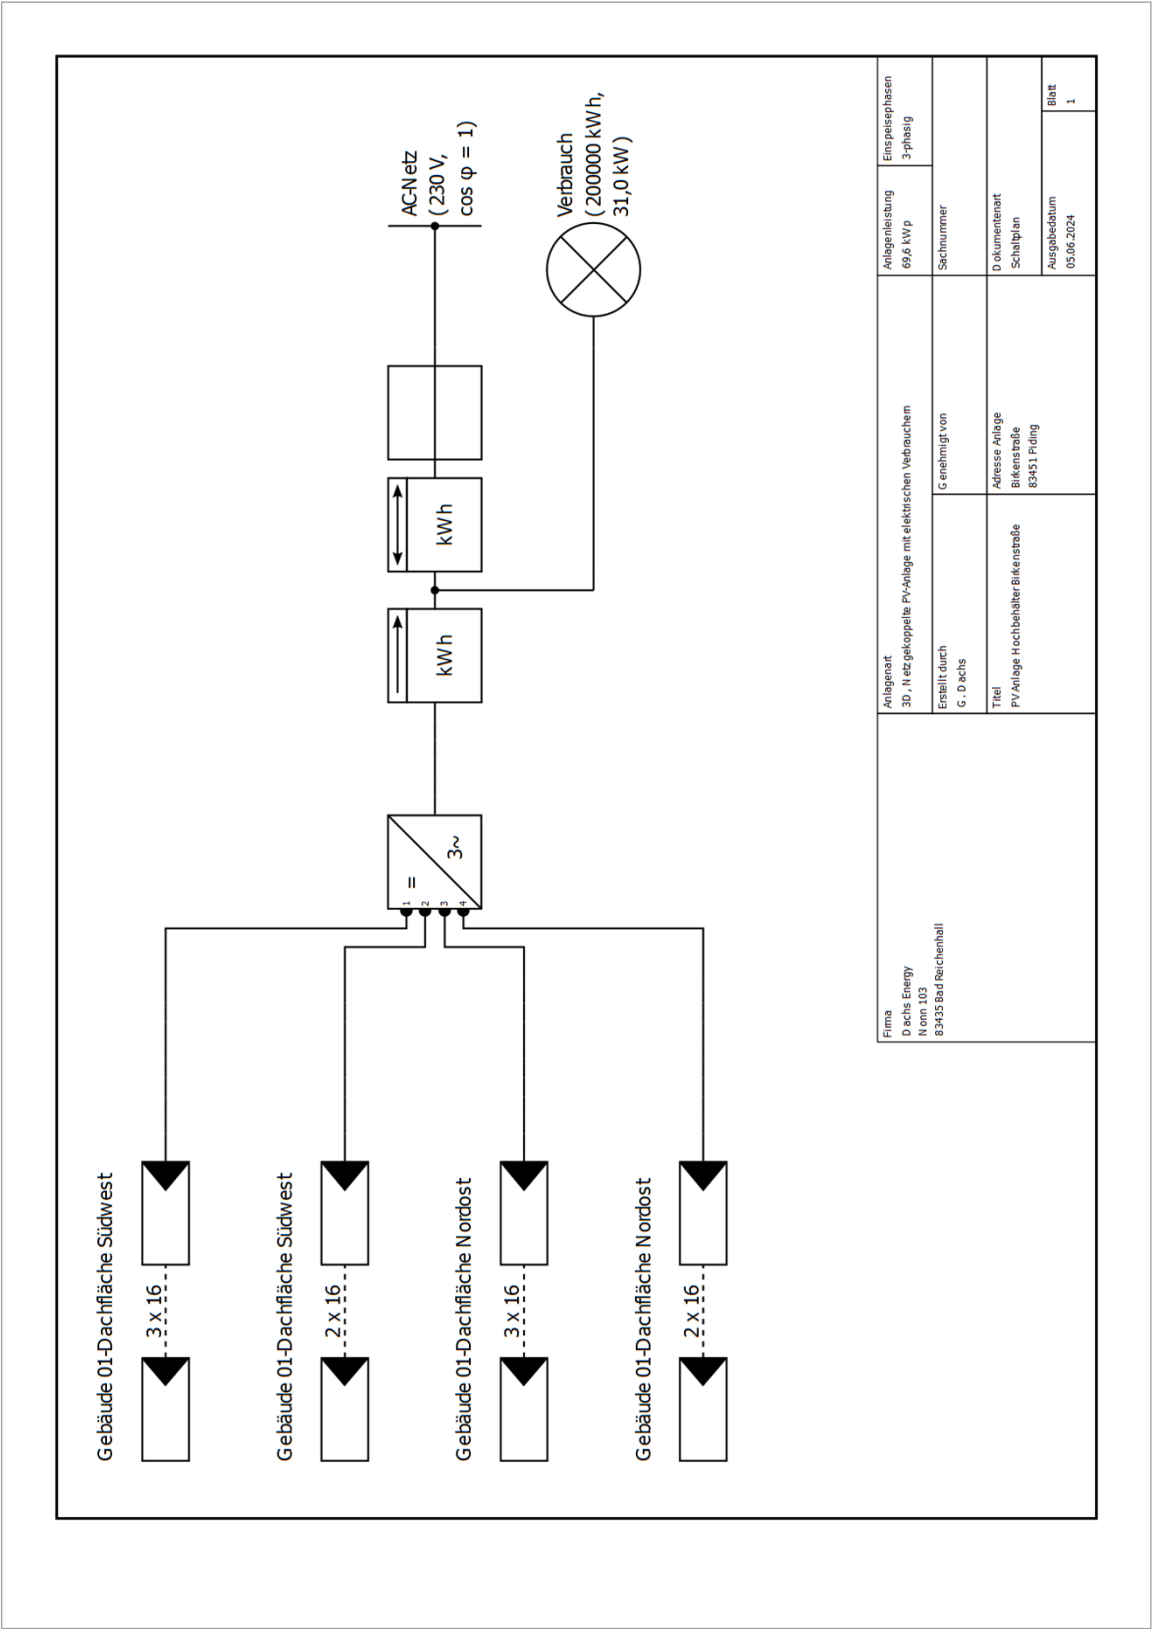 Gebäude 01-Dachfläche Südwest
3 x 16
Gebäude 01-Dachfläche Südwest
2 x 16
Gebäude 01-Dachfläche Nordost
3 x 16
Gebäude 01-Dachfläche Nordost
2 x 16
1
2
3
4
=
3~
kWh
kWh
AC-Netz
(230 V,
cos φ = 1)
Verbrauch
(200000 kWh,
31,0 kW)
Firma
Dachs Energy
Nonn 103
83435 Bad Reichenhall
Anlagenart
3D, Netzgekoppelte PV-Anlage mit elektrischen Verbrauchern
Anlagenleistung
69,6 kWp
Einspeisephasen
3-phasig
Erstellt durch
G. Dachs
Genehmigt von
Sachnummer
Titel
PV Anlage Hochbehälter Birkenstraße
Adresse Anlage
Birkenstraße
83451 Piding
Dokumentenart
Schaltplan
Ausgabedatum
05.06.2024
Blatt
1